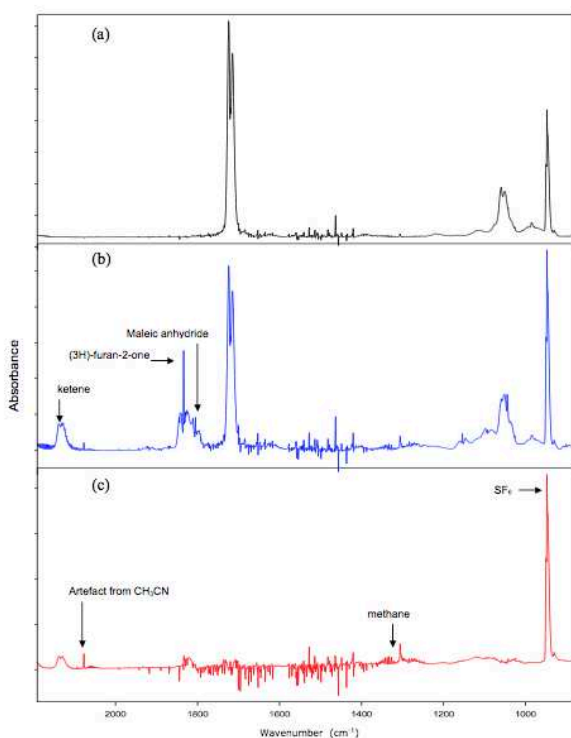 (a)
(b)
Maleic anhydride
(3H)-furan-2-one
ketene
Absorbance
(c)
SF₆
Artefact from CH₃CN
methane
2000 1800 1600 1400 1200 1000
Wavenumber (cm⁻¹)